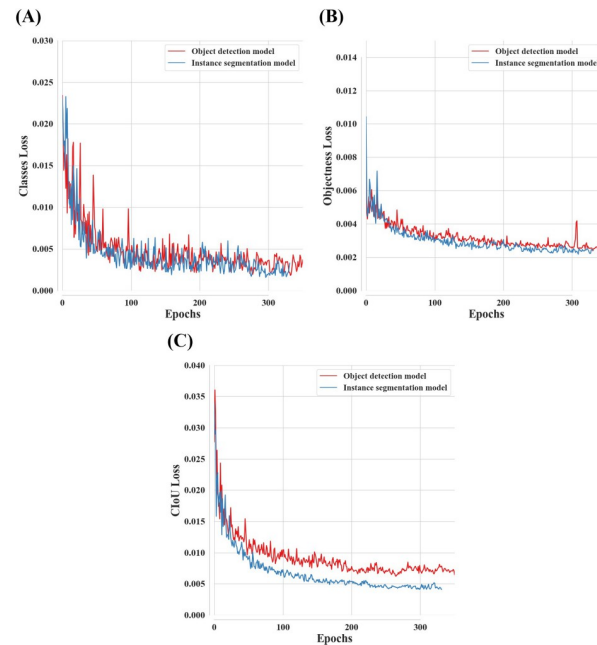 (A)
0.030
0.025
0.020
0.015
0.010
0.005
0.000
Classes Loss
Object detection model
Instance segmentation model
0 100 200 300
Epochs
(B)
0.014
0.012
0.010
0.008
0.006
0.004
0.002
0.000
Objectness Loss
Object detection model
Instance segmentation model
0 100 200 300
Epochs
(C)
0.040
0.035
0.030
0.025
0.020
0.015
0.010
0.005
0.000
CIoU Loss
Object detection model
Instance segmentation model
0 100 200 300
Epochs